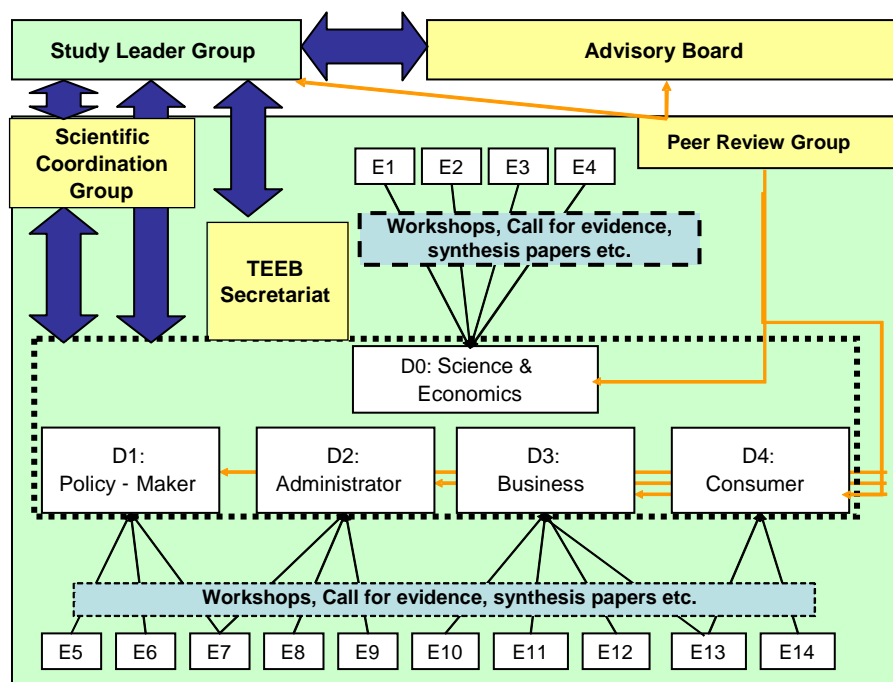 Study Leader Group
Advisory Board
Scientific
Coordination
Group
Peer Review Group
E1
E2
E3
E4
Workshops, Call for evidence,
synthesis papers etc.
TEEB
Secretariat
D0: Science &
Economics
D1:
Policy - Maker
D2:
Administrator
D3:
Business
D4:
Consumer
Workshops, Call for evidence, synthesis papers etc.
E5
E6
E7
E8
E9
E10
E11
E12
E13
E14